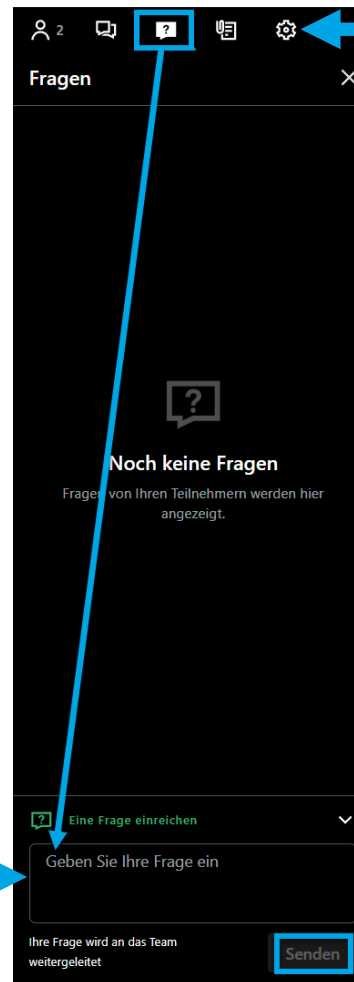 2
Fragen
Noch keine Fragen
Fragen von Ihren Teilnehmern werden hier
angezeigt.
Eine Frage einreichen
Geben Sie Ihre Frage ein
Ihre Frage wird an das Team
weitergeleitet
Senden